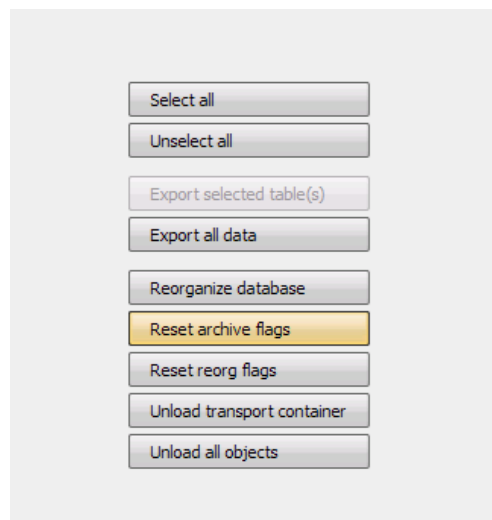 Select all
Unselect all
Export selected table(s)
Export all data
Reorganize database
Reset archive flags
Reset reorg flags
Unload transport container
Unload all objects